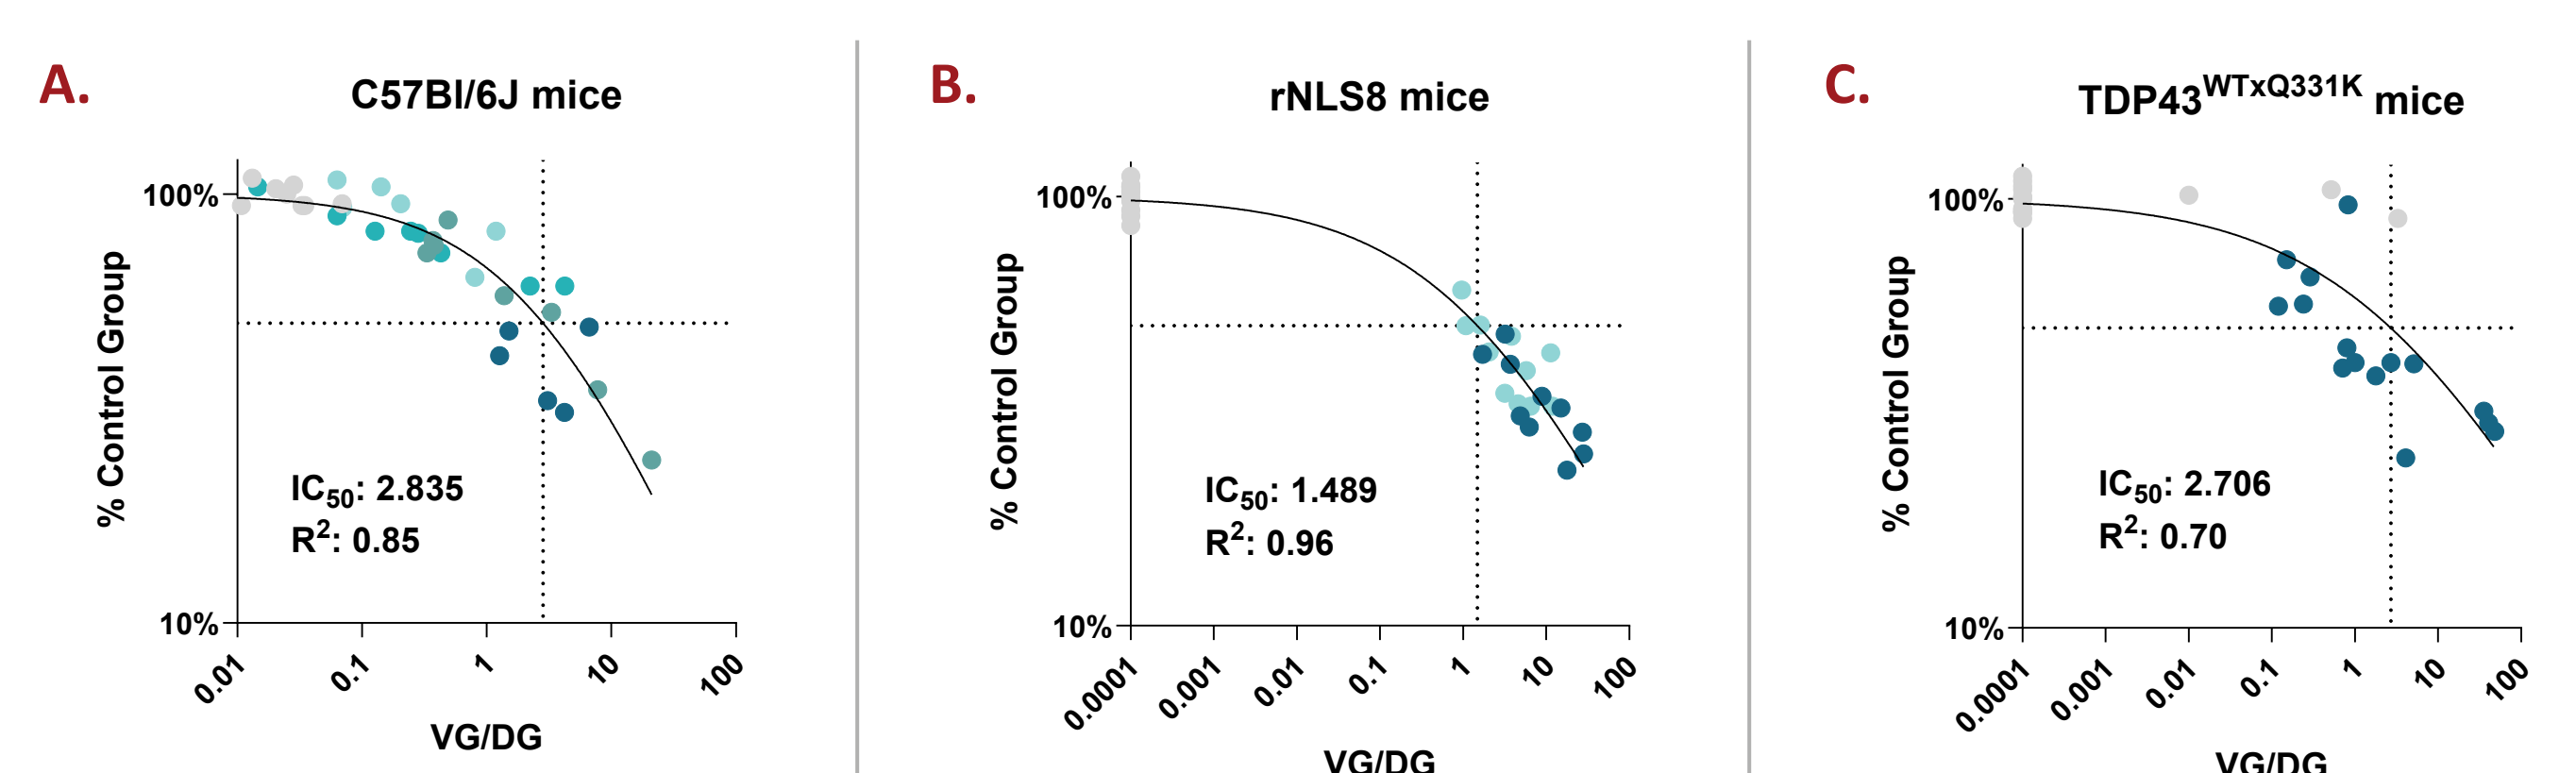 A.
C57Bl/6J mice
% Control Group
100%
10%
IC50: 2.835
R2: 0.85
0.01 0.1 1 10 100
VG/DG
B.
rNLS8 mice
% Control Group
100%
10%
IC50: 1.489
R2: 0.96
0.0001 0.001 0.01 0.1 1 10 100
VG/DG
C.
TDP43WTxQ331K mice
% Control Group
100%
10%
IC50: 2.706
R2: 0.70
0.0001 0.001 0.01 0.1 1 10 100
VG/DG